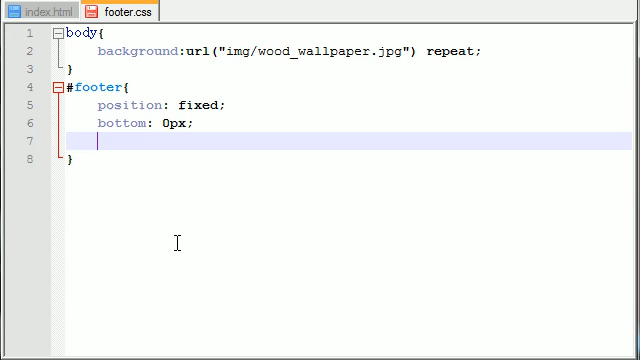 index.html footer.css
1 body{
2 background:url("img/wood_wallpaper.jpg") repeat;
3 }
4 #footer{
5 position: fixed;
6 bottom: 0px;
7
8 }